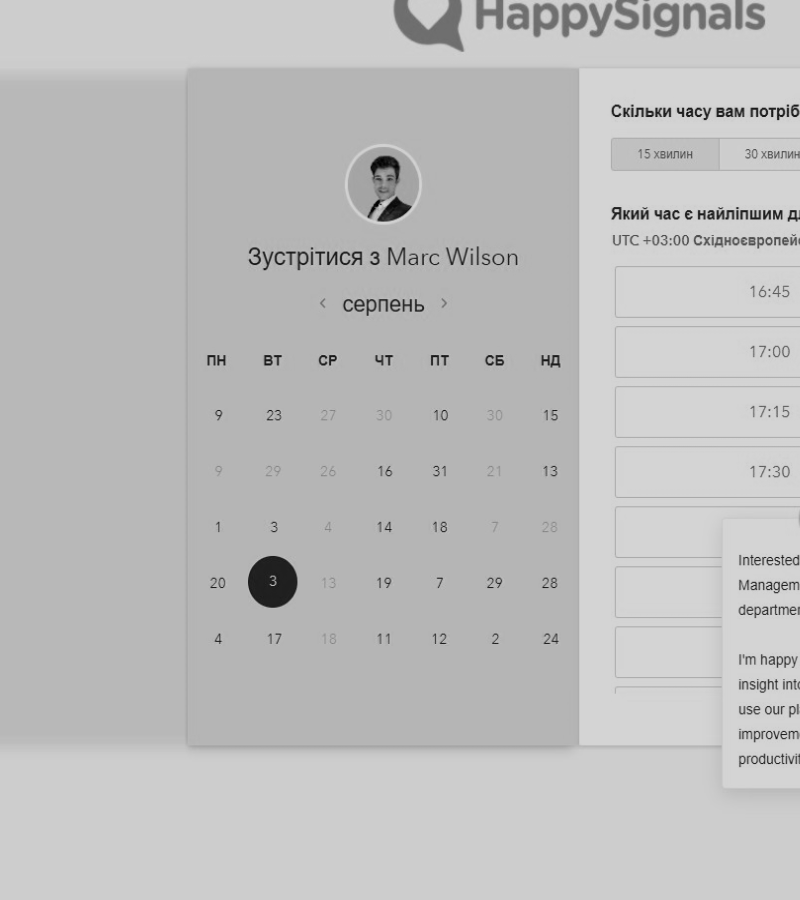 HappySignals
Зустрітися з Marc Wilson
‹ серпень ›
ПН ВТ СР ЧТ ПТ СБ НД
9 23 27 30 10 30 15
9 29 26 16 31 21 13
1 3 4 14 18 7 28
20 3 13 19 7 29 28
4 17 18 11 12 2 24
Скільки часу вам потріб
15 хвилин 30 хвилин
Який час є найліпшим д
UTC +03:00 Східноєвропей
16:45
17:00
17:15
17:30
Interested
Managem
departmen
I'm happy
insight into
use our pl
improveme
productivit